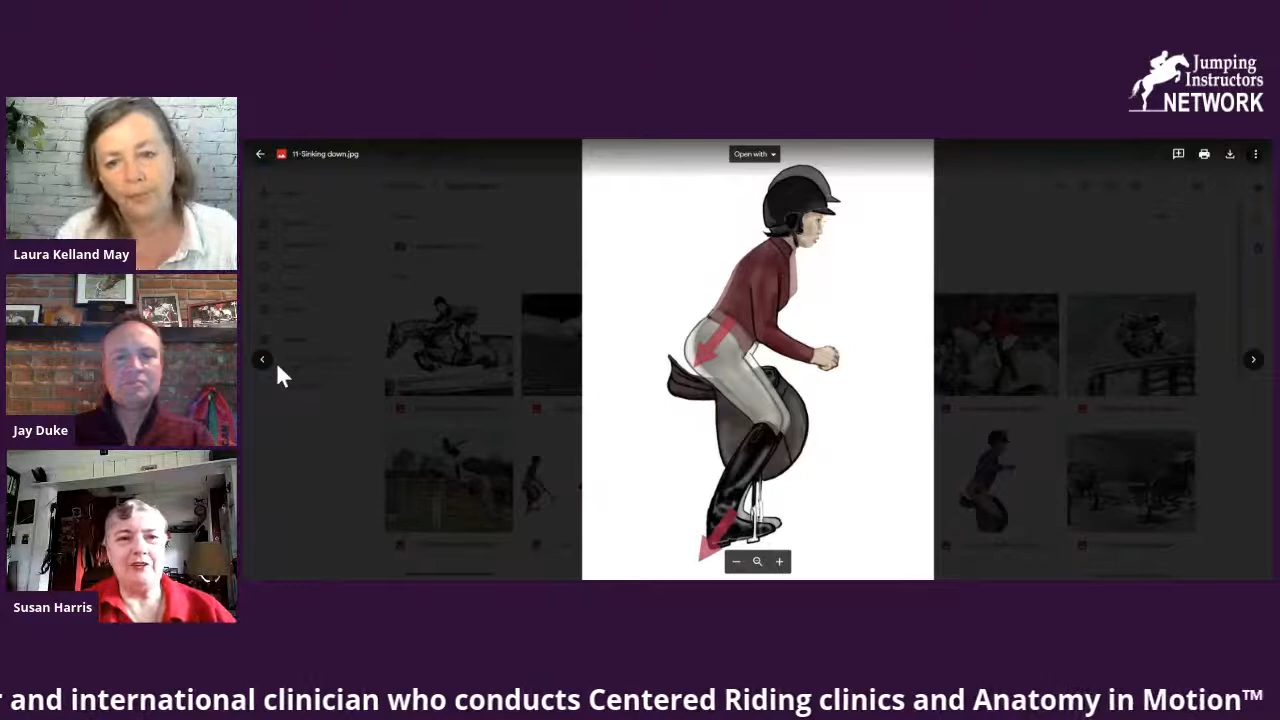 Jumping
Instructors
NETWORK
11-Sinking down.jpg
Open with
Laura Kelland May
Jay Duke
Susan Harris
and international clinician who conducts Centered Riding clinics and Anatomy in Motion™